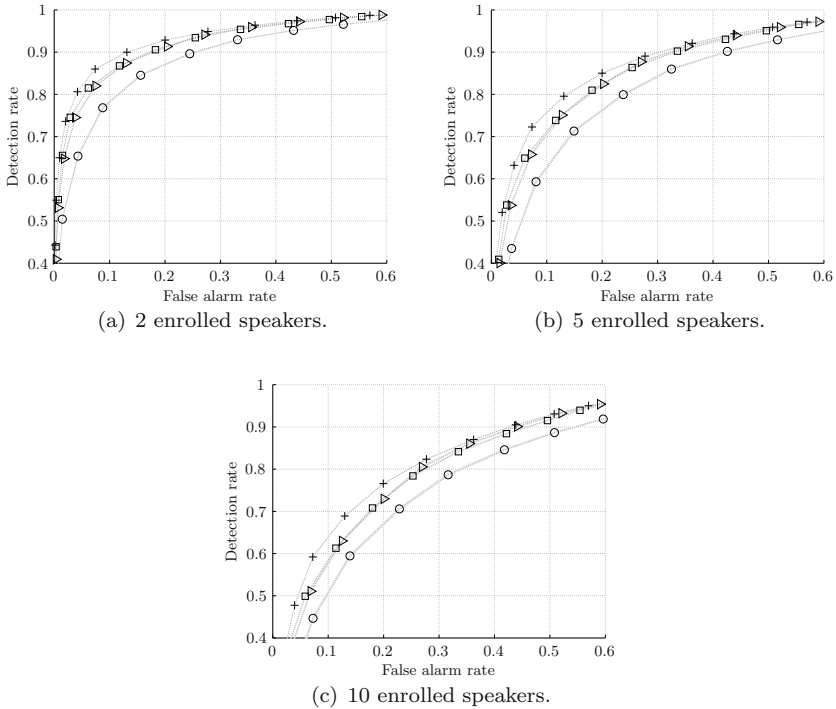 1
0.9
0.8
0.7
0.6
0.5
0.4
Detection rate
0 0.1 0.2 0.3 0.4 0.5 0.6
False alarm rate
(a) 2 enrolled speakers.
1
0.9
0.8
0.7
0.6
0.5
0.4
Detection rate
0 0.1 0.2 0.3 0.4 0.5 0.6
False alarm rate
(b) 5 enrolled speakers.
1
0.9
0.8
0.7
0.6
0.5
0.4
Detection rate
0 0.1 0.2 0.3 0.4 0.5 0.6
False alarm rate
(c) 10 enrolled speakers.